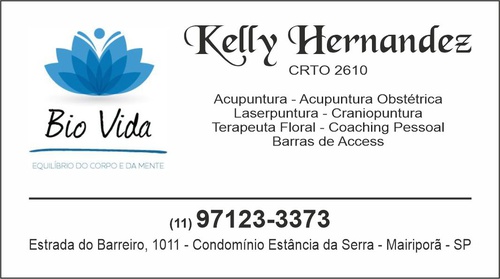 Kelly Hernandez
CRTO 2610
Acupuntura - Acupuntura Obstétrica
Laserpuntura - Craniopuntura
Terapeuta Floral - Coaching Pessoal
Barras de Access
Bio Vida
EQUILÍBRIO DO CORPO E DA MENTE
(11) 97123-3373
Estrada do Barreiro, 1011 - Condomínio Estância da Serra - Mairiporã - SP